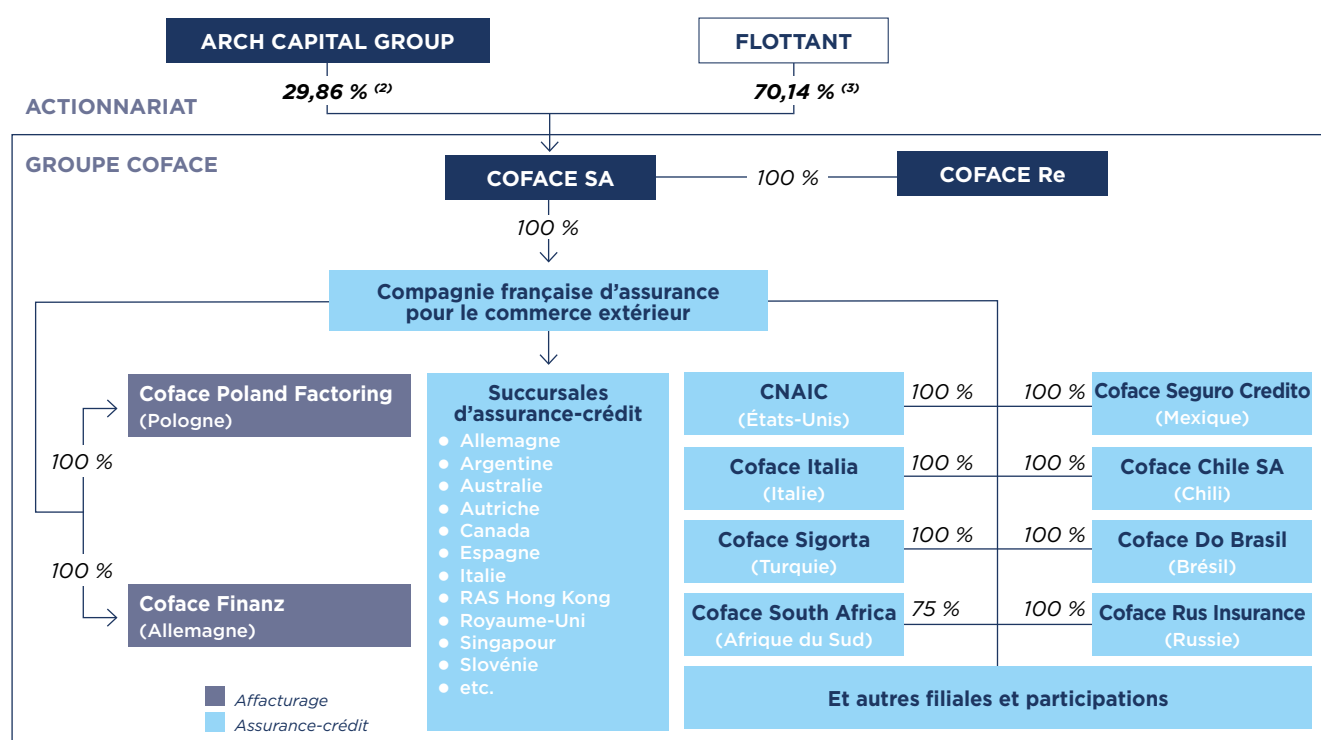 ARCH CAPITAL GROUP
FLOTTANT
29,86 % (2)
70,14 % (3)
ACTIONNARIAT
GROUPE COFACE
COFACE SA
100 %
COFACE Re
100 %
Compagnie française d'assurance
pour le commerce extérieur
Coface Poland Factoring
(Pologne)
100 %
100 %
Coface Finanz
(Allemagne)
Succursales
d'assurance-crédit
● Allemagne
● Argentine
● Australie
● Autriche
● Canada
● Espagne
● Italie
● RAS Hong Kong
● Royaume-Uni
● Singapour
● Slovénie
● etc.
CNAIC
(États-Unis)
100 %
100 %
Coface Seguro Credito
(Mexique)
Coface Italia
(Italie)
100 %
100 %
Coface Chile SA
(Chili)
Coface Sigorta
(Turquie)
100 %
100 %
Coface Do Brasil
(Brésil)
Coface South Africa
(Afrique du Sud)
75 %
100 %
Coface Rus Insurance
(Russie)
Et autres filiales et participations
Affacturage
Assurance-crédit